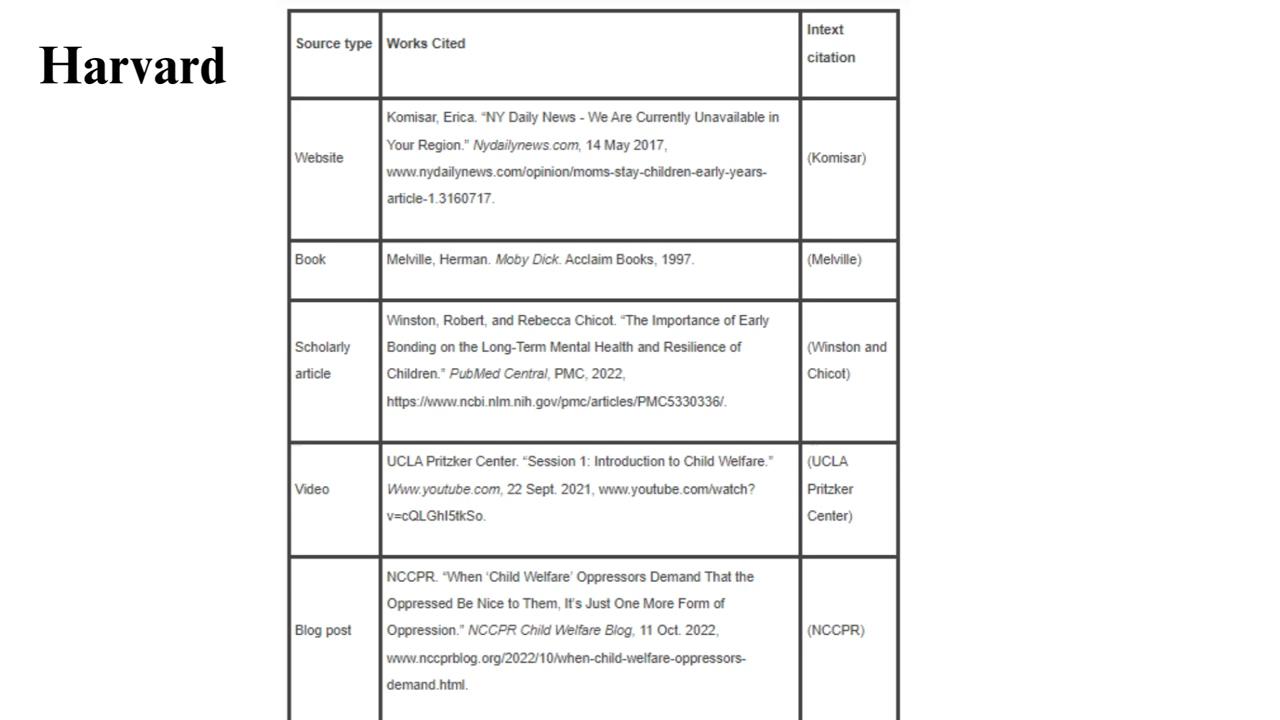 Harvard
Source type
Works Cited
Intext
citation
Website
Komisar, Erica. “NY Daily News - We Are Currently Unavailable in
Your Region.” Nydailynews.com, 14 May 2017,
www.nydailynews.com/opinion/moms-stay-children-early-years-
article-1.3160717.
(Komisar)
Book
Melville, Herman. Moby Dick. Acclaim Books, 1997.
(Melville)
Scholarly
article
Winston, Robert, and Rebecca Chicot. “The Importance of Early
Bonding on the Long-Term Mental Health and Resilience of
Children.” PubMed Central, PMC, 2022,
https://www.ncbi.nlm.nih.gov/pmc/articles/PMC5330336/.
(Winston and
Chicot)
Video
UCLA Pritzker Center. “Session 1: Introduction to Child Welfare.”
Www.youtube.com, 22 Sept. 2021, www.youtube.com/watch?
v=cQLGhI5tkSo.
(UCLA
Pritzker
Center)
Blog post
NCCPR. “When ‘Child Welfare’ Oppressors Demand That the
Oppressed Be Nice to Them, It’s Just One More Form of
Oppression.” NCCPR Child Welfare Blog, 11 Oct. 2022,
www.nccprblog.org/2022/10/when-child-welfare-oppressors-
demand.html.
(NCCPR)